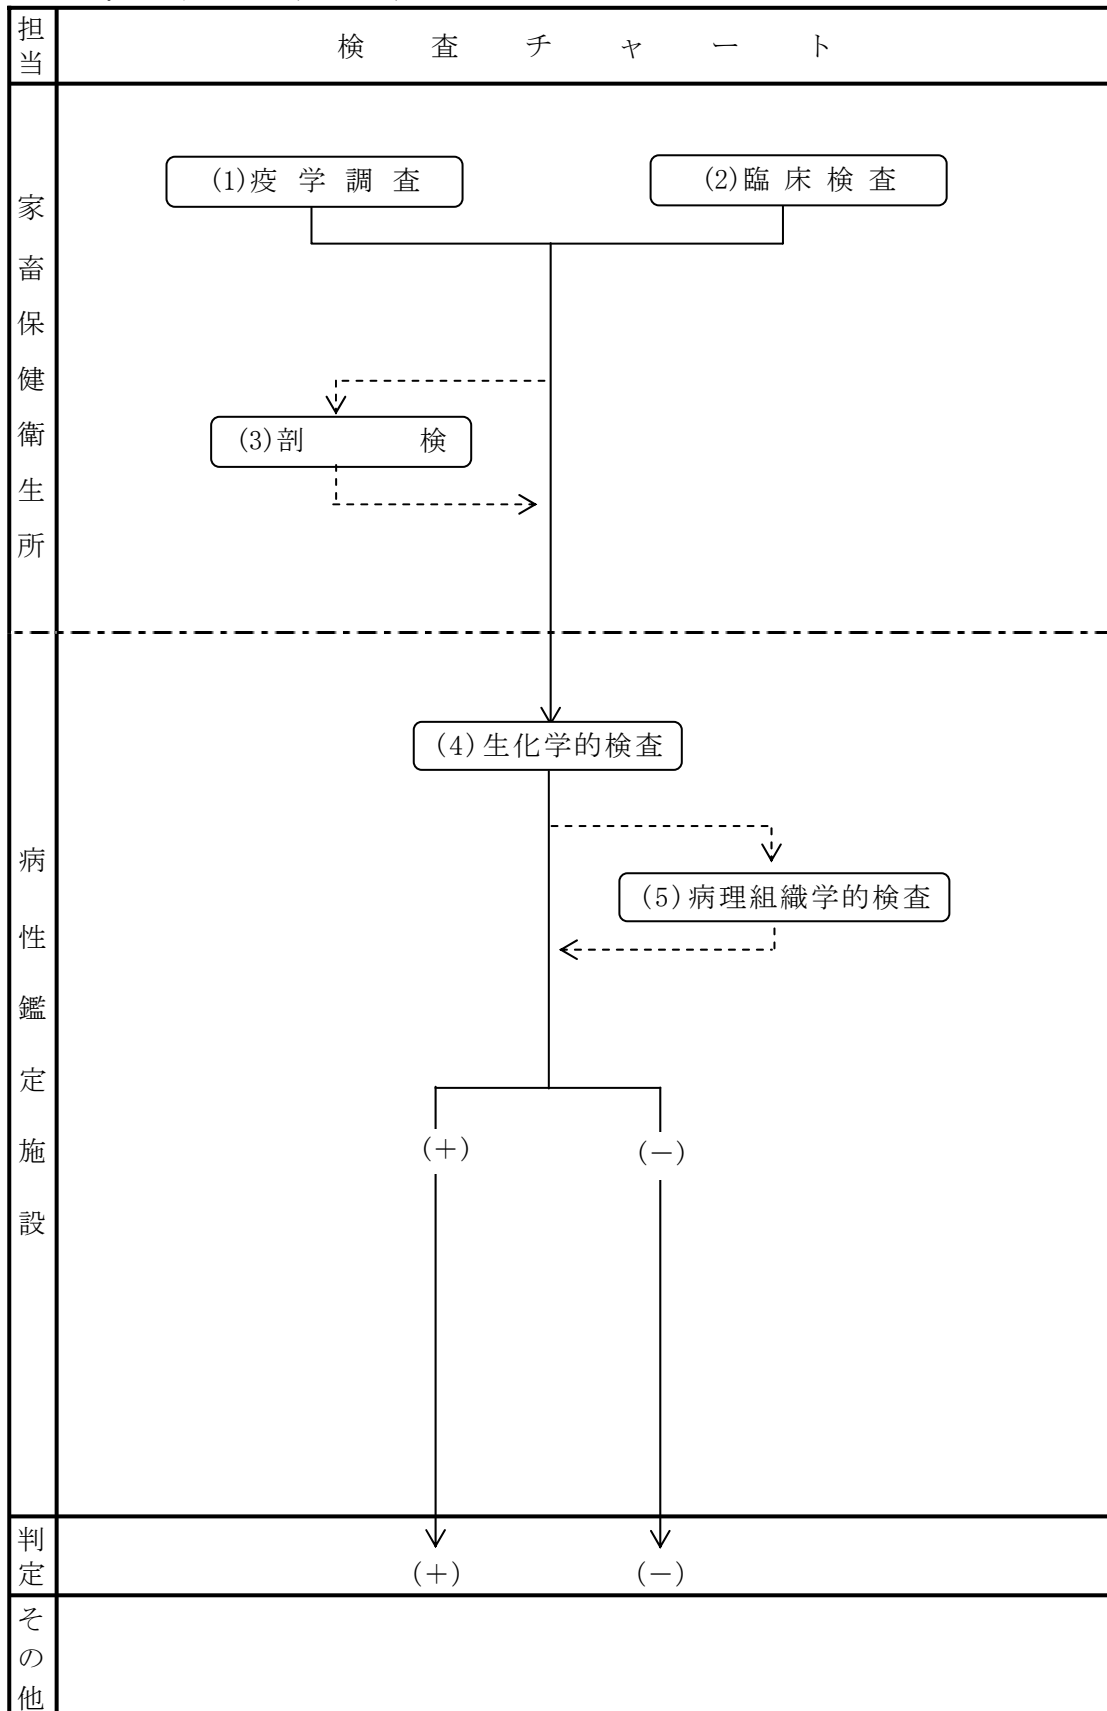 担当
検査チャート
家畜保健衛生所
(1)疫学調査
(2)臨床検査
(3)剖検
病性鑑定施設
(4)生化学的検査
(5)病理組織学的検査
(＋)
(－)
判定
(＋)
(－)
その他